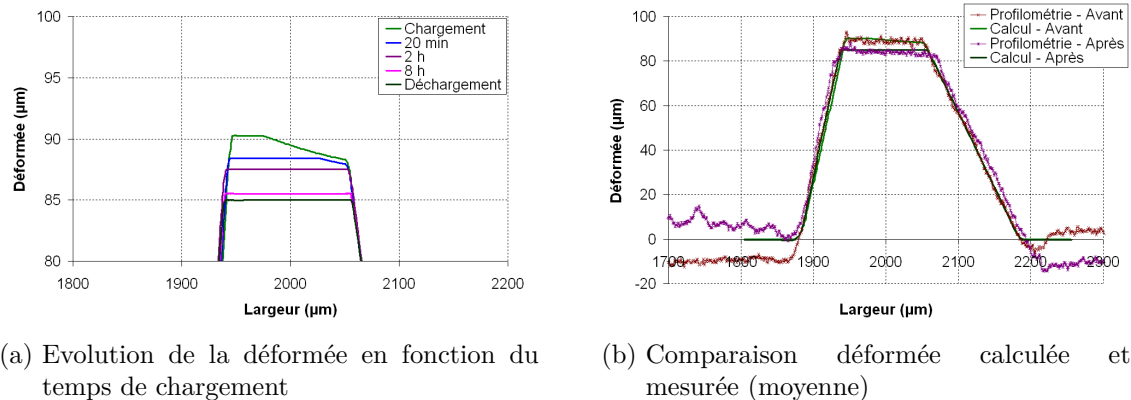 100
95
90
85
80
1800
1900
2000
2100
2200
Déformée (µm)
Largeur (µm)
Chargement
20 min
2 h
8 h
Déchargement
100
80
60
40
20
0
-20
1700
1800
1900
2000
2100
2200
2300
Déformée (µm)
Largeur (µm)
Profilométrie - Avant
Calcul - Avant
Profilométrie - Après
Calcul - Après
(a) Evolution de la déformée en fonction du
temps de chargement
(b) Comparaison déformée calculée et
mesurée (moyenne)